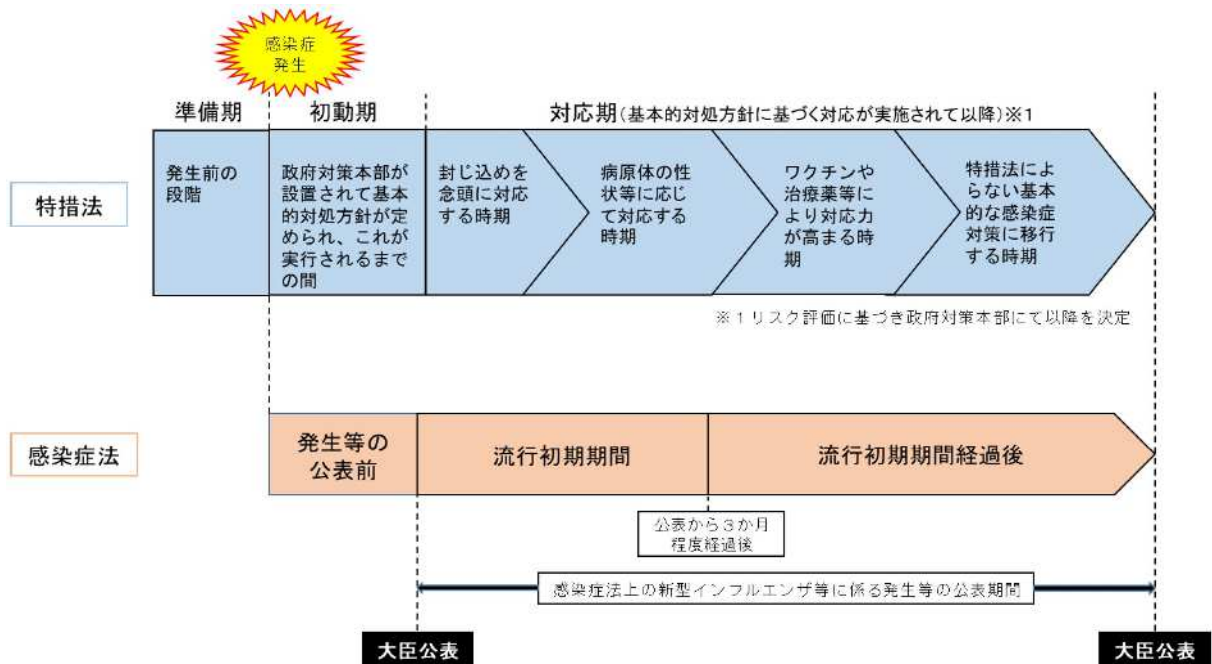 感染症
発生
準備期
初動期
対応期(基本的対処方針に基づく対応が実施されて以降)※1
特措法
発生前の
段階
政府対策本部が
設置されて基本
的対処方針が定
められ、これが
実行されるまで
の間
封じ込めを
念頭に対応
する時期
病原体の性
状等に応じ
て対応する
時期
ワクチンや
治療薬等に
より対応力
が高まる時
期
特措法によ
らない基本
的な感染症
対策に移行
する時期
※1リスク評価に基づき政府対策本部にて以降を決定
感染症法
発生等の
公表前
流行初期期間
流行初期期間経過後
公表から3か月
程度経過後
感染症法上の新型インフルエンザ等に係る発生等の公表期間
大臣公表
大臣公表